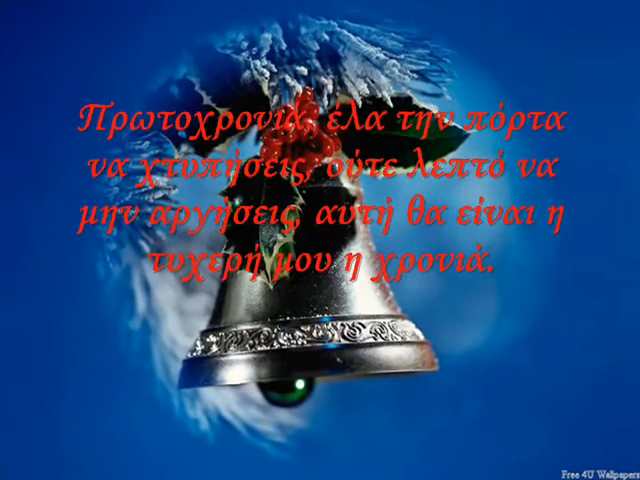 Πρωτοχρονιά, έλα την πόρτα
να χτυπήσεις, ούτε λεπτό να
μην αργήσεις, αυτή θα είναι η
τυχερή μου η χρονιά.
Free 4U Wallpapers